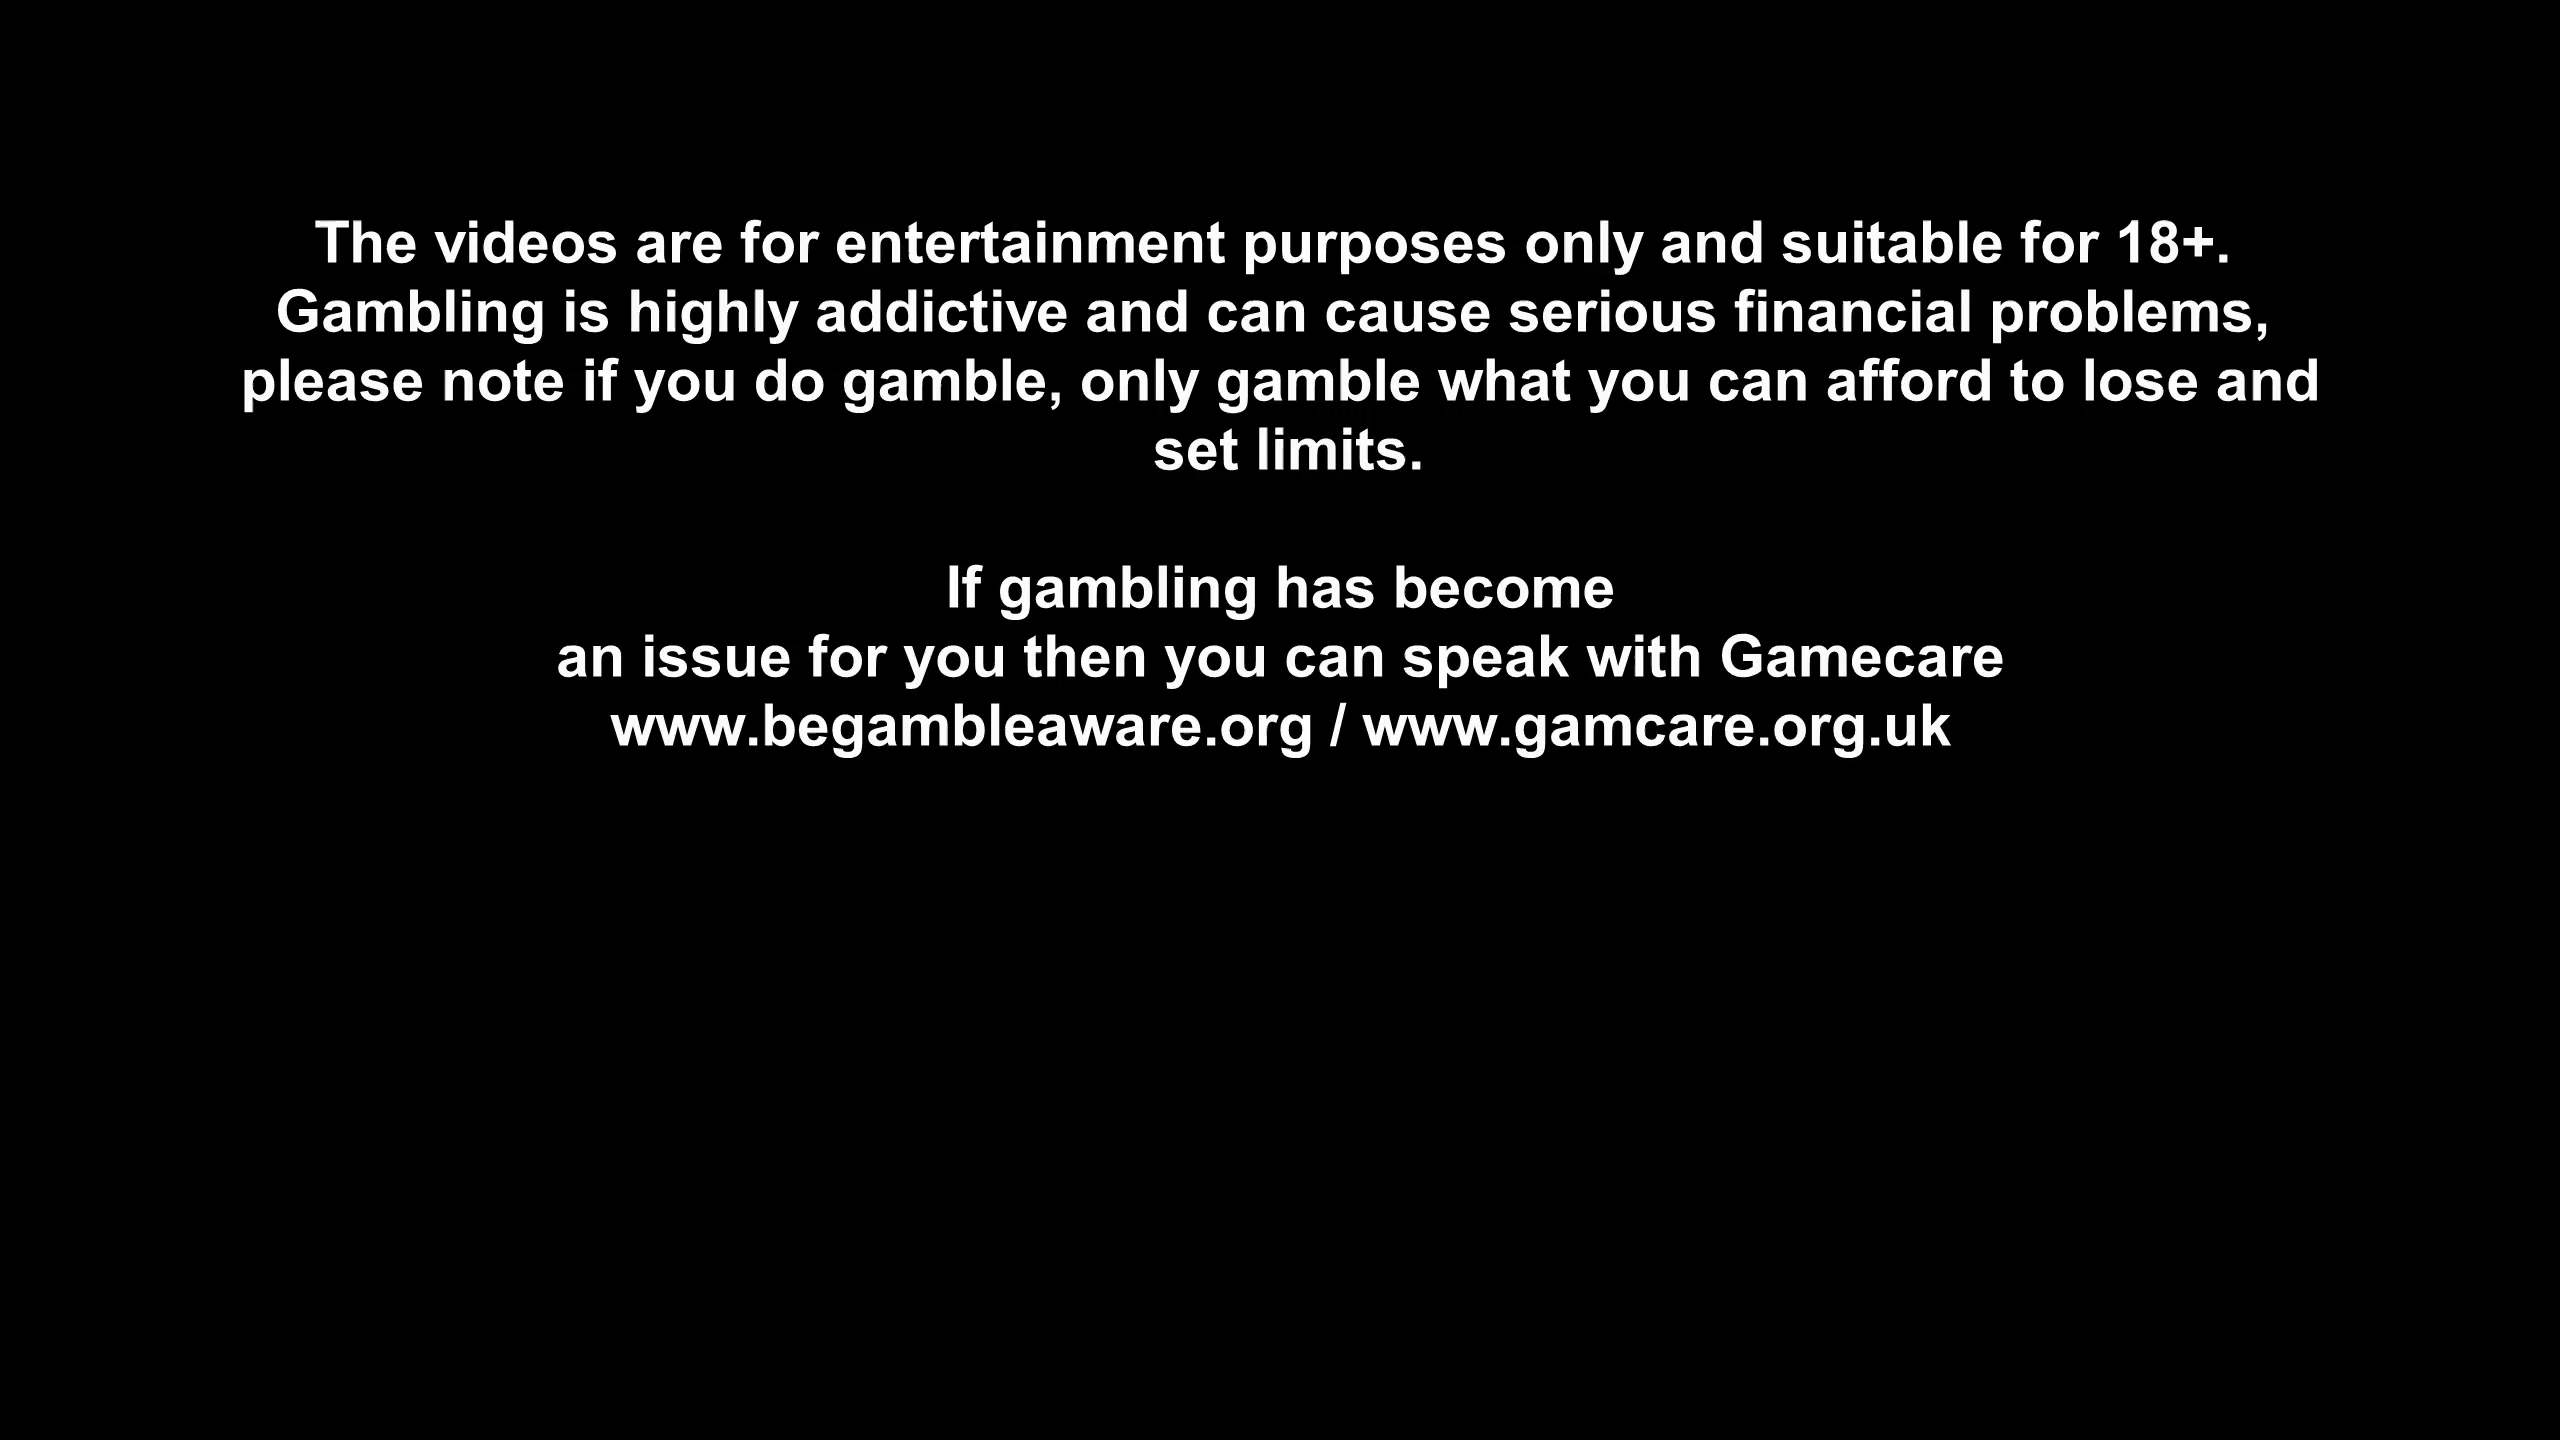 The videos are for entertainment purposes only and suitable for 18+.
Gambling is highly addictive and can cause serious financial problems,
please note if you do gamble, only gamble what you can afford to lose and
set limits.
If gambling has become
an issue for you then you can speak with Gamecare
www.begambleaware.org / www.gamcare.org.uk